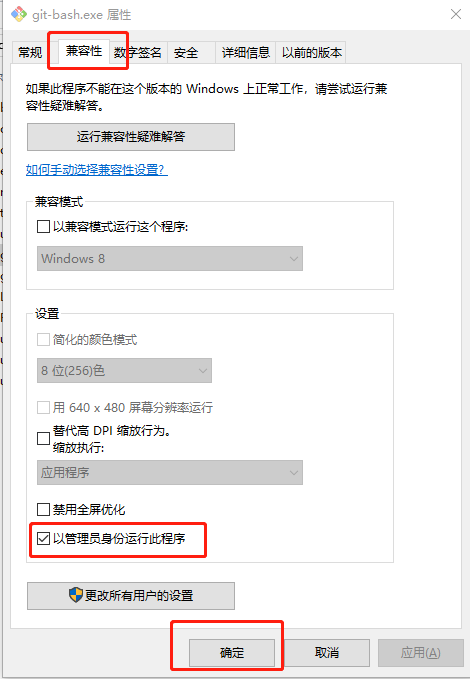 git-bash.exe 属性
常规 兼容性 数字签名 安全 详细信息 以前的版本
如果此程序不能在这个版本的 Windows 上正常工作，请尝试运行兼
容性疑难解答。
运行兼容性疑难解答
如何手动选择兼容性设置?
兼容模式
以兼容模式运行这个程序:
Windows 8
设置
简化的颜色模式
8 位(256)色
用 640 x 480 屏幕分辨率运行
替代高 DPI 缩放行为。
缩放执行:
应用程序
禁用全屏优化
以管理员身份运行此程序
更改所有用户的设置
确定 取消 应用(A)